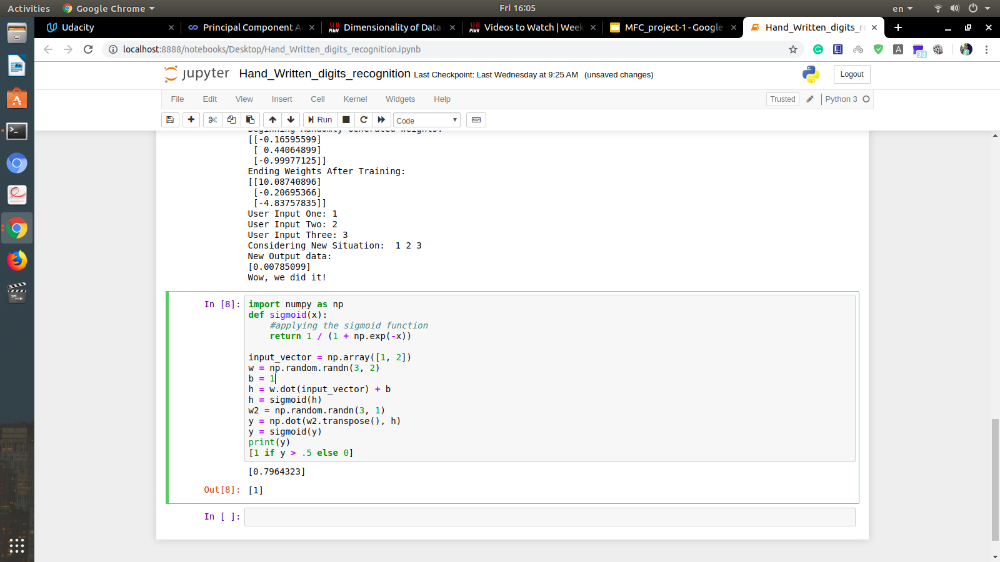 Activities Google Chrome Fri 16:05 en
Udacity Principal Component A Dimensionality of Data Videos to Watch | Week MFC_project-1 - Google Hand_Written_digits_re
localhost:8888/notebooks/Desktop/Hand_Written_digits_recognition.ipynb
A 3d
jupyter Hand_Written_digits_recognition Last Checkpoint: Last Wednesday at 9:25 AM (unsaved changes) Logout
File Edit View Insert Cell Kernel Widgets Help Trusted Python 3
Run Code
Beginning Randomly Generated Weights:
[[-0.16595599]
[ 0.44064899]
[-0.99977125]]
Ending Weights After Training:
[[10.08740896]
[-0.20695366]
[-4.83757835]]
User Input One: 1
User Input Two: 2
User Input Three: 3
Considering New Situation:  1 2 3
New Output data:
[0.00785099]
Wow, we did it!
In [8]: import numpy as np
def sigmoid(x):
    #applying the sigmoid function
    return 1 / (1 + np.exp(-x))
input_vector = np.array([1, 2])
w = np.random.randn(3, 2)
b = 1
h = w.dot(input_vector) + b
h = sigmoid(h)
w2 = np.random.randn(3, 1)
y = np.dot(w2.transpose(), h)
y = sigmoid(y)
print(y)
[1 if y > .5 else 0]
[0.7964323]
Out[8]: [1]
In [ ]: